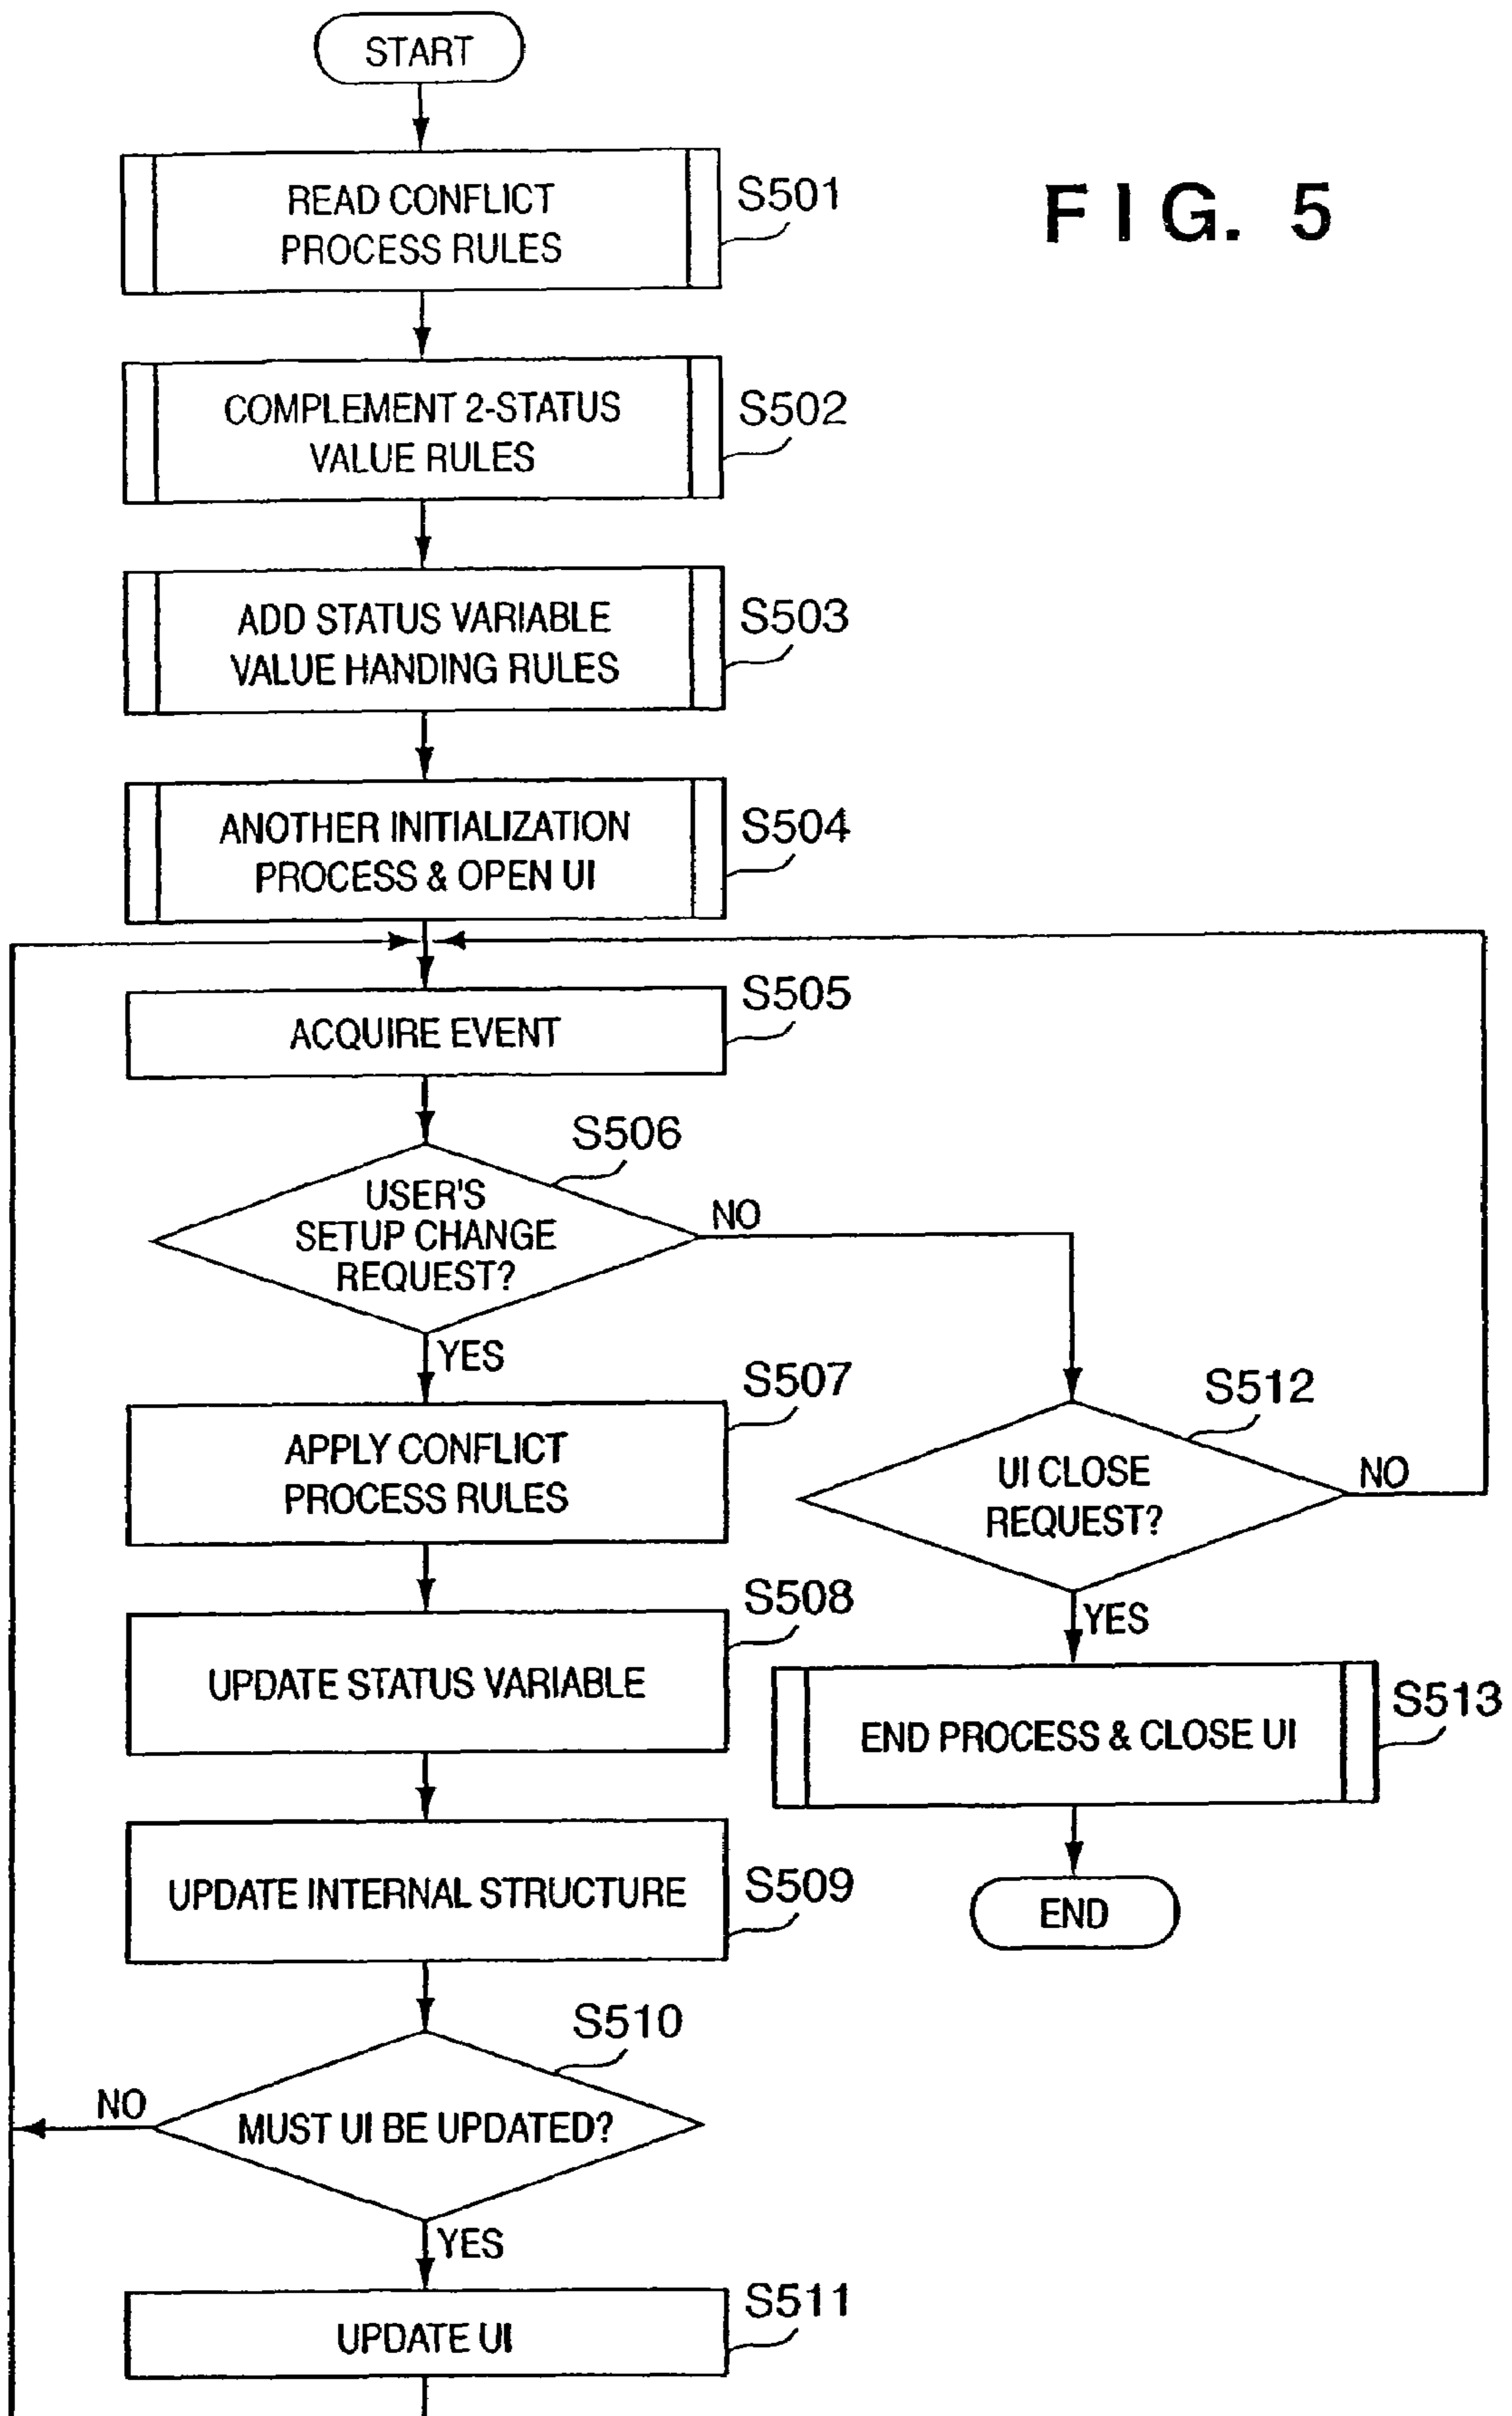 START
FIG. 5
READ CONFLICT
PROCESS RULES
S501
COMPLEMENT 2-STATUS
VALUE RULES
S502
ADD STATUS VARIABLE
VALUE HANDING RULES
S503
ANOTHER INITIALIZATION
PROCESS & OPEN UI
S504
ACQUIRE EVENT
S505
S506
USER'S
SETUP CHANGE
REQUEST?
NO
YES
S507
APPLY CONFLICT
PROCESS RULES
S512
UI CLOSE
REQUEST?
NO
YES
S508
UPDATE STATUS VARIABLE
S513
END PROCESS & CLOSE UI
S509
UPDATE INTERNAL STRUCTURE
END
S510
MUST UI BE UPDATED?
NO
YES
S511
UPDATE UI